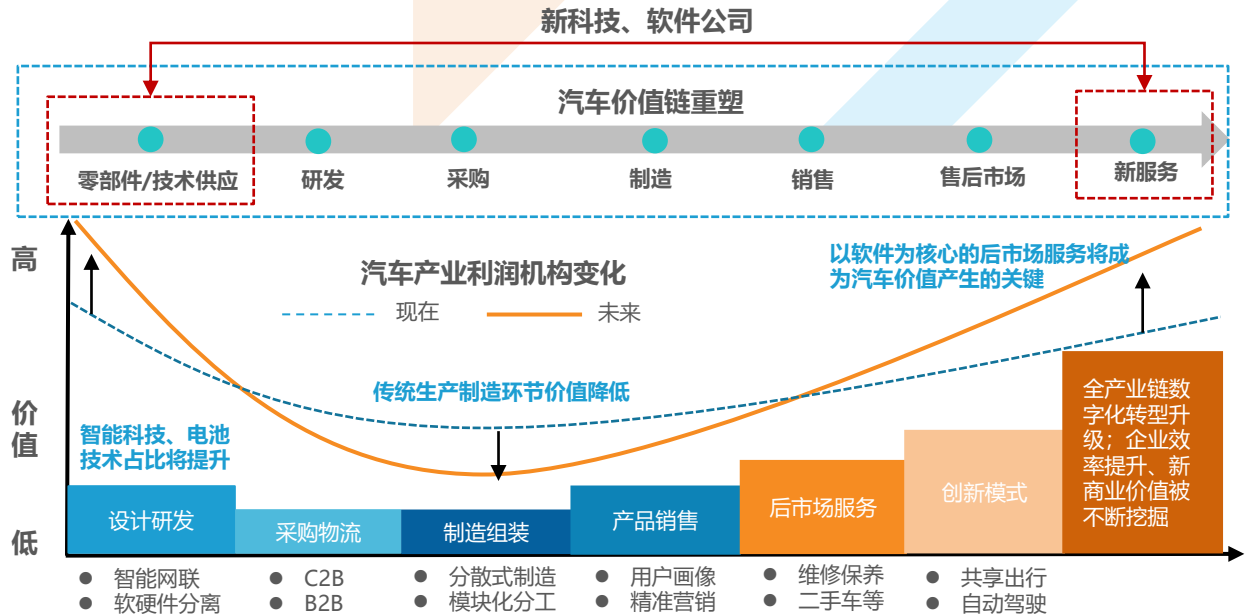 新科技、软件公司
汽车价值链重塑
零部件/技术供应
研发
采购
制造
销售
售后市场
新服务
高
价
值
低
汽车产业利润机构变化
现在
未来
以软件为核心的后市场服务将成
为汽车价值产生的关键
传统生产制造环节价值降低
智能科技、电池
技术占比将提升
设计研发
采购物流
制造组装
产品销售
后市场服务
创新模式
全产业链数
字化转型升
级；企业效
率提升、新
商业价值被
不断挖掘
● 智能网联
● 软硬件分离
● C2B
● B2B
● 分散式制造
● 模块化分工
● 用户画像
● 精准营销
● 维修保养
● 二手车等
● 共享出行
● 自动驾驶